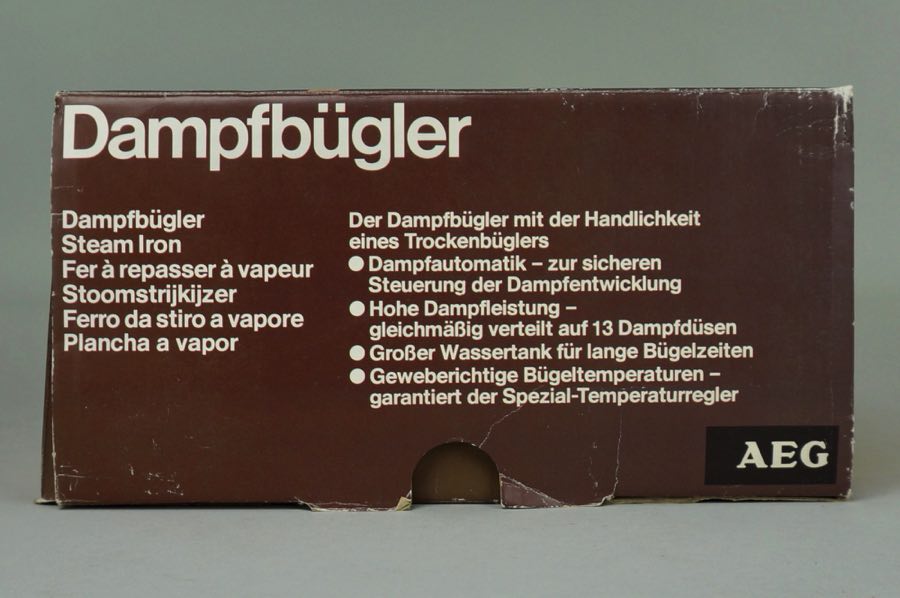 Dampfbügler
Dampfbügler
Steam Iron
Fer à repasser à vapeur
Stoomstrijkijzer
Ferro da stiro a vapore
Plancha a vapor
Der Dampfbügler mit der Handlichkeit
eines Trockenbüglers
● Dampfautomatik – zur sicheren
Steuerung der Dampfentwicklung
● Hohe Dampfleistung –
gleichmäßig verteilt auf 13 Dampfdüsen
● Großer Wassertank für lange Bügelzeiten
● Geweberichtige Bügeltemperaturen –
garantiert der Spezial-Temperaturregler
AEG